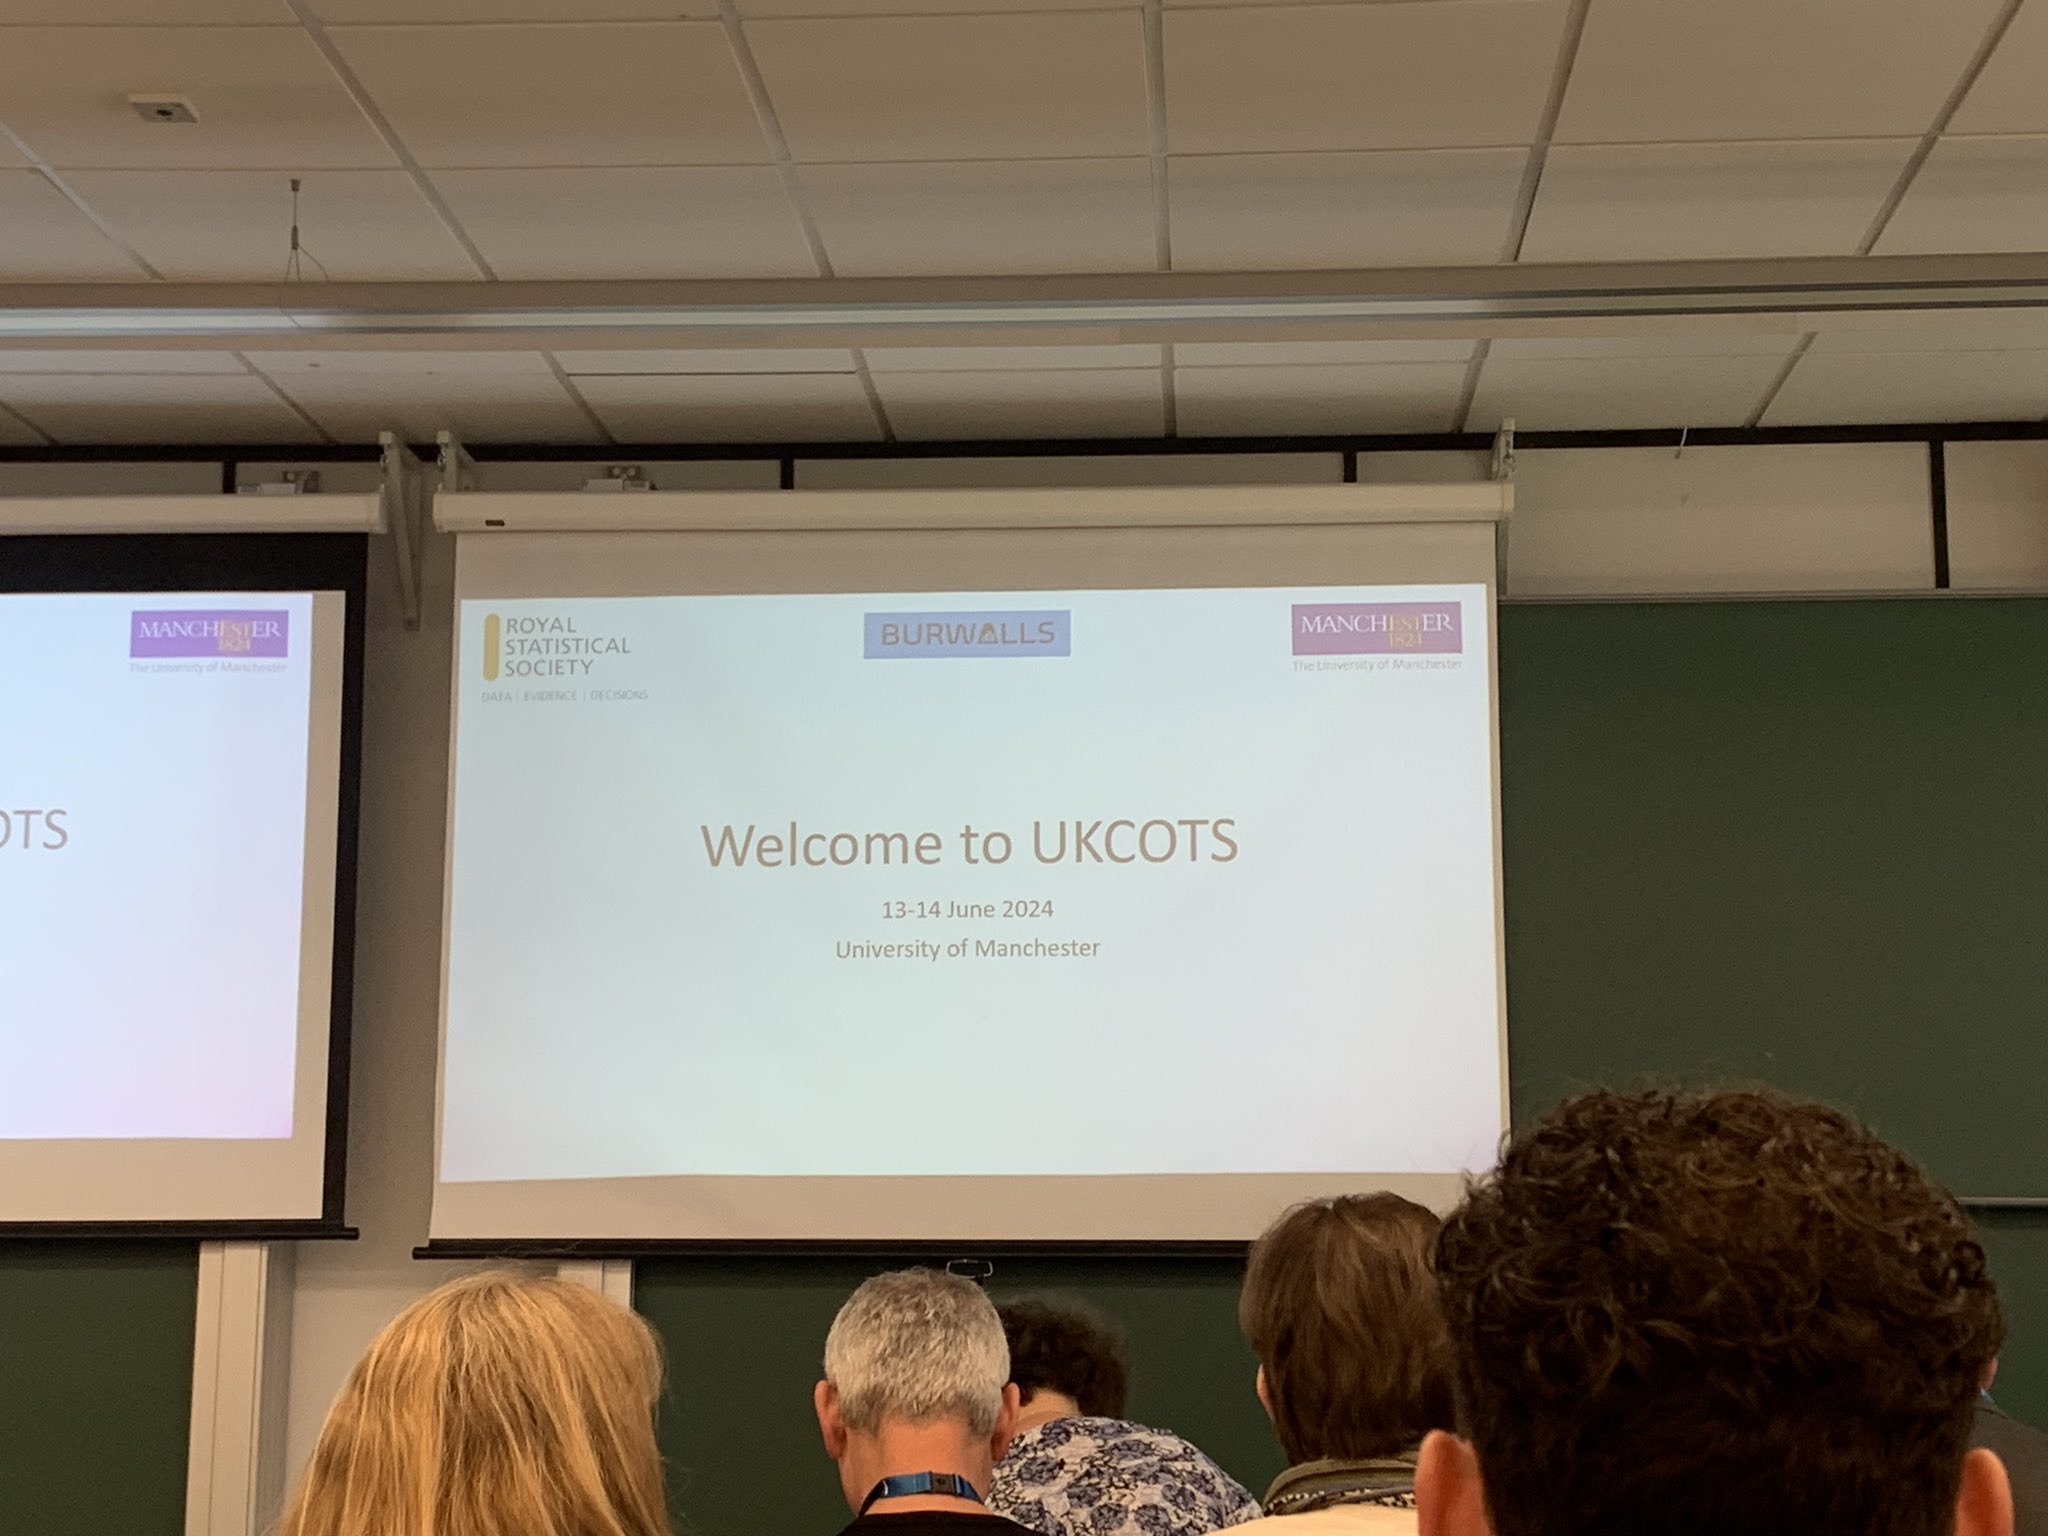 MANCHESTER
1824
The University of Manchester
OTS
ROYAL
STATISTICAL
SOCIETY
DATA | EVIDENCE | DECISIONS
BURWALLS
MANCHESTER
1824
The University of Manchester
Welcome to UKCOTS
13-14 June 2024
University of Manchester